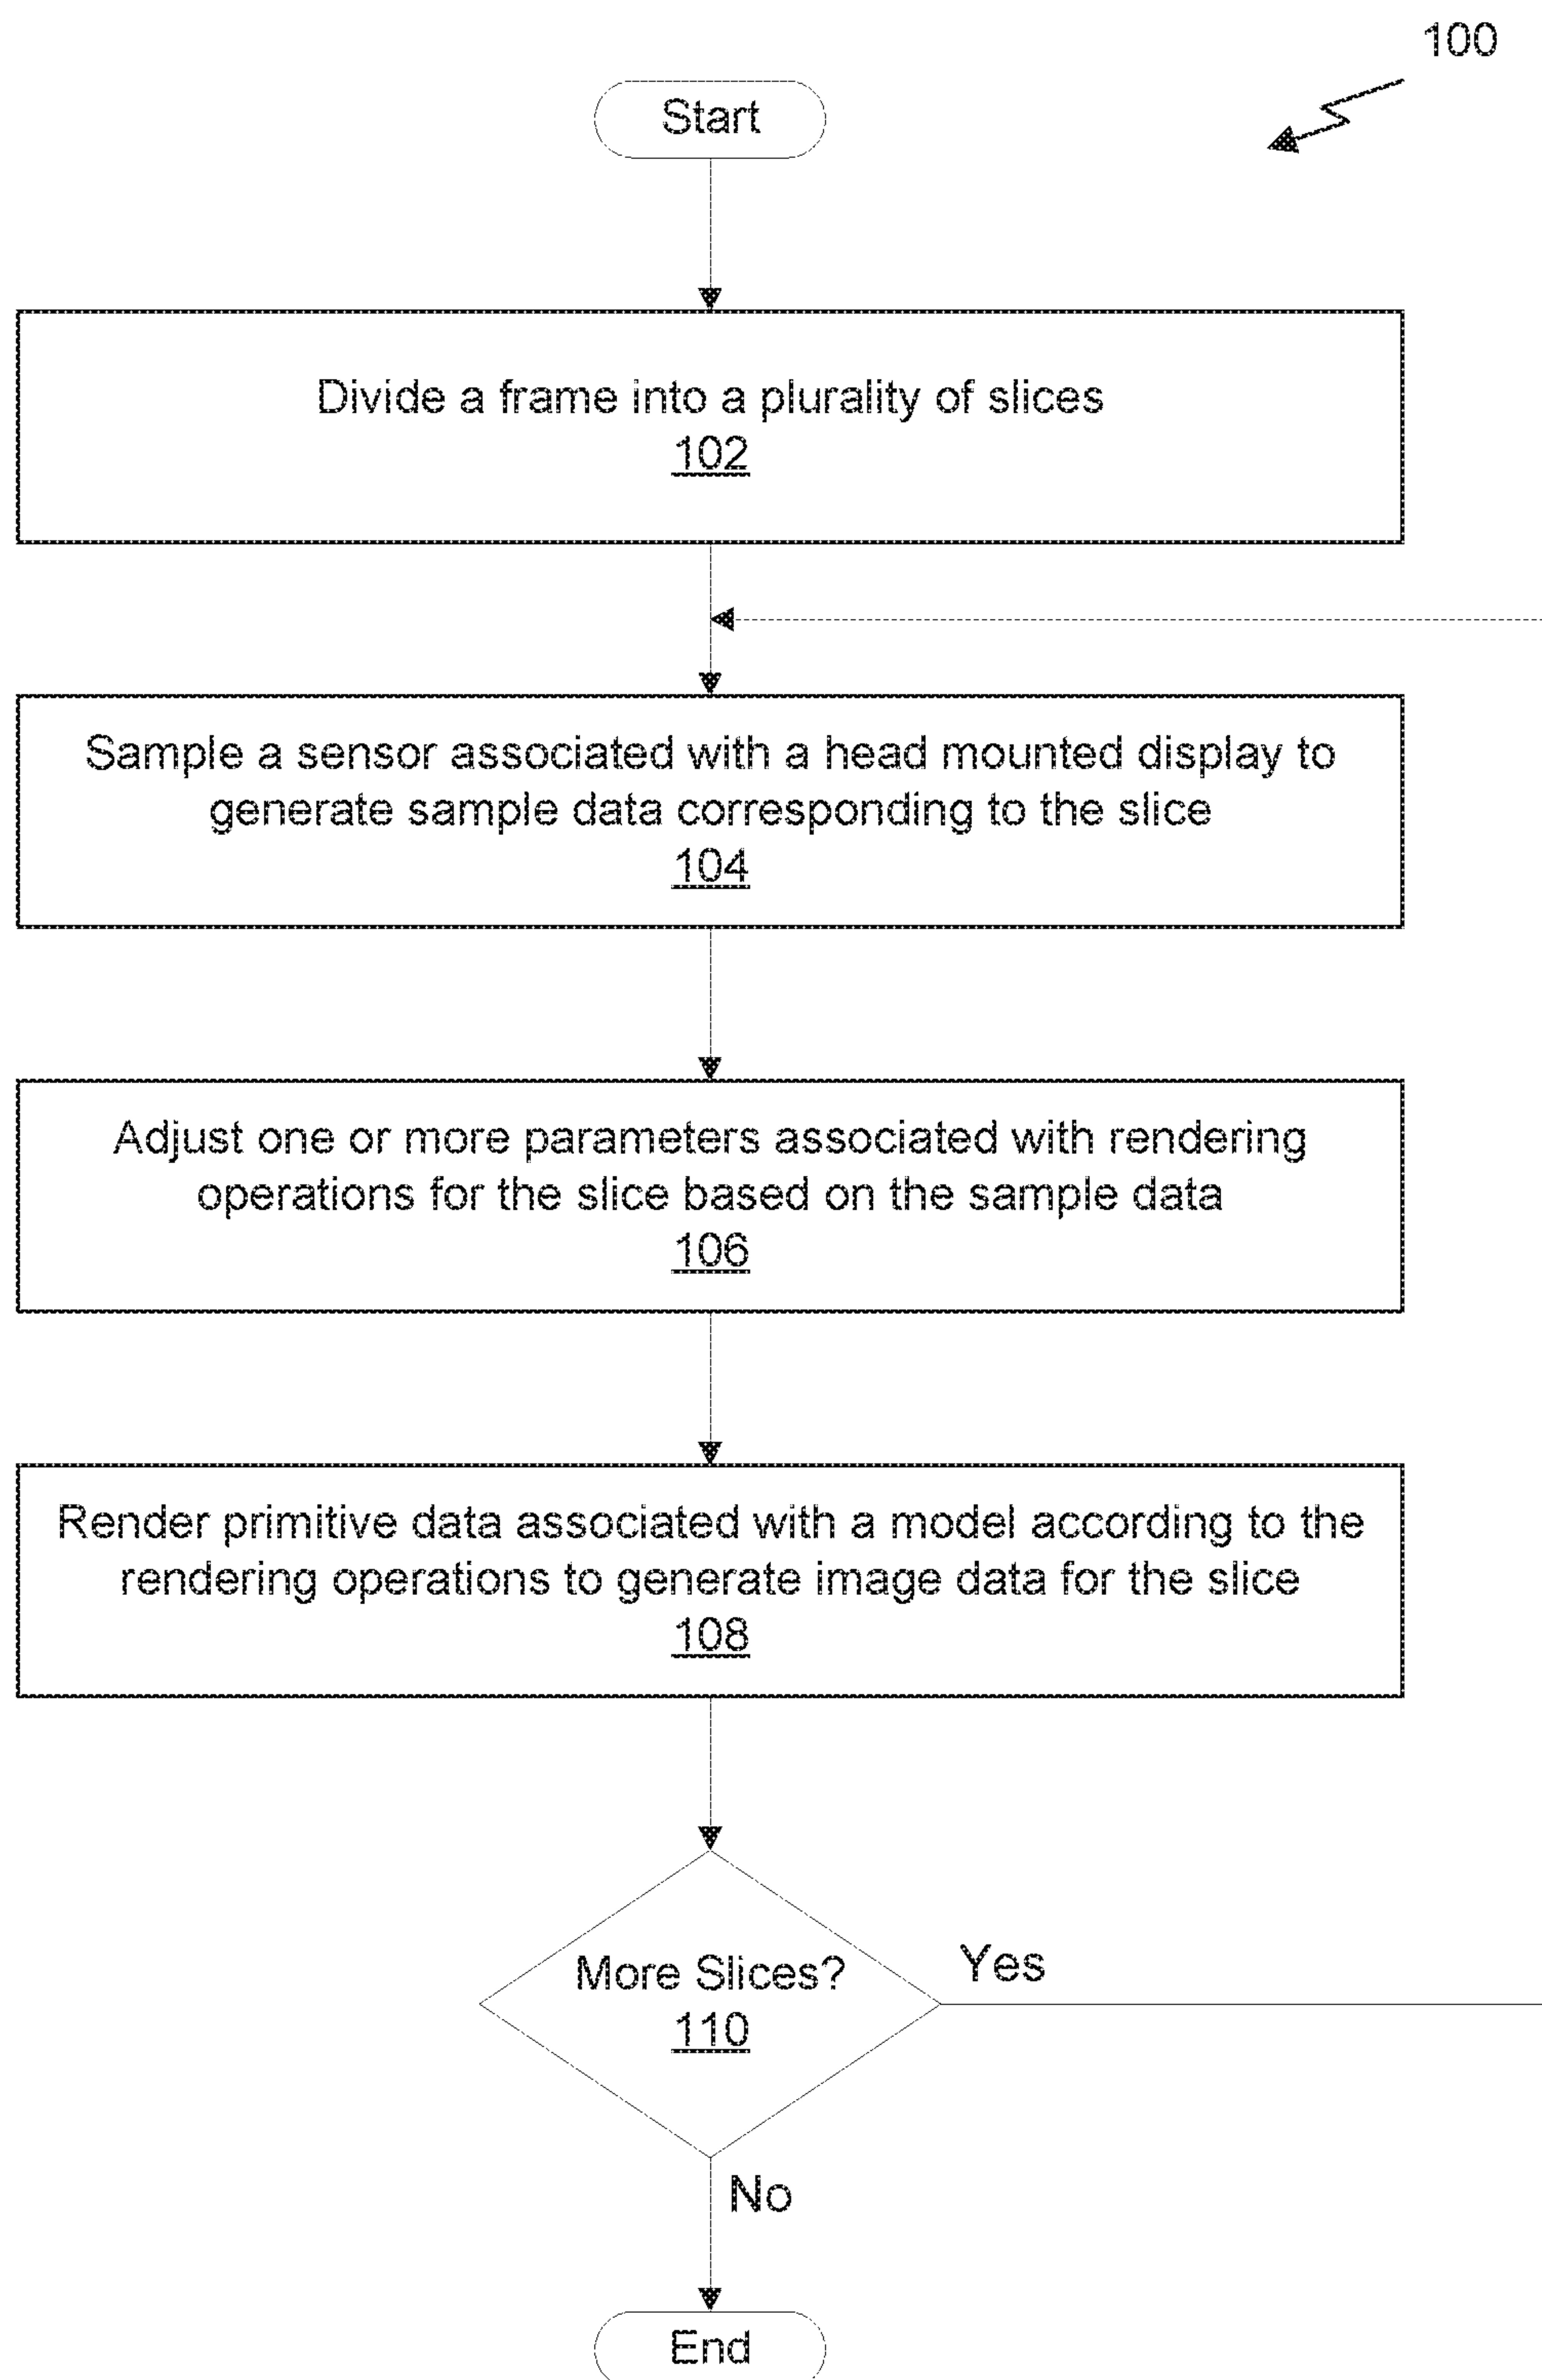 100
Start
Divide a frame into a plurality of slices
102
Sample a sensor associated with a head mounted display to
generate sample data corresponding to the slice
104
Adjust one or more parameters associated with rendering
operations for the slice based on the sample data
106
Render primitive data associated with a model according to the
rendering operations to generate image data for the slice
108
More Slices?
110
Yes
No
End